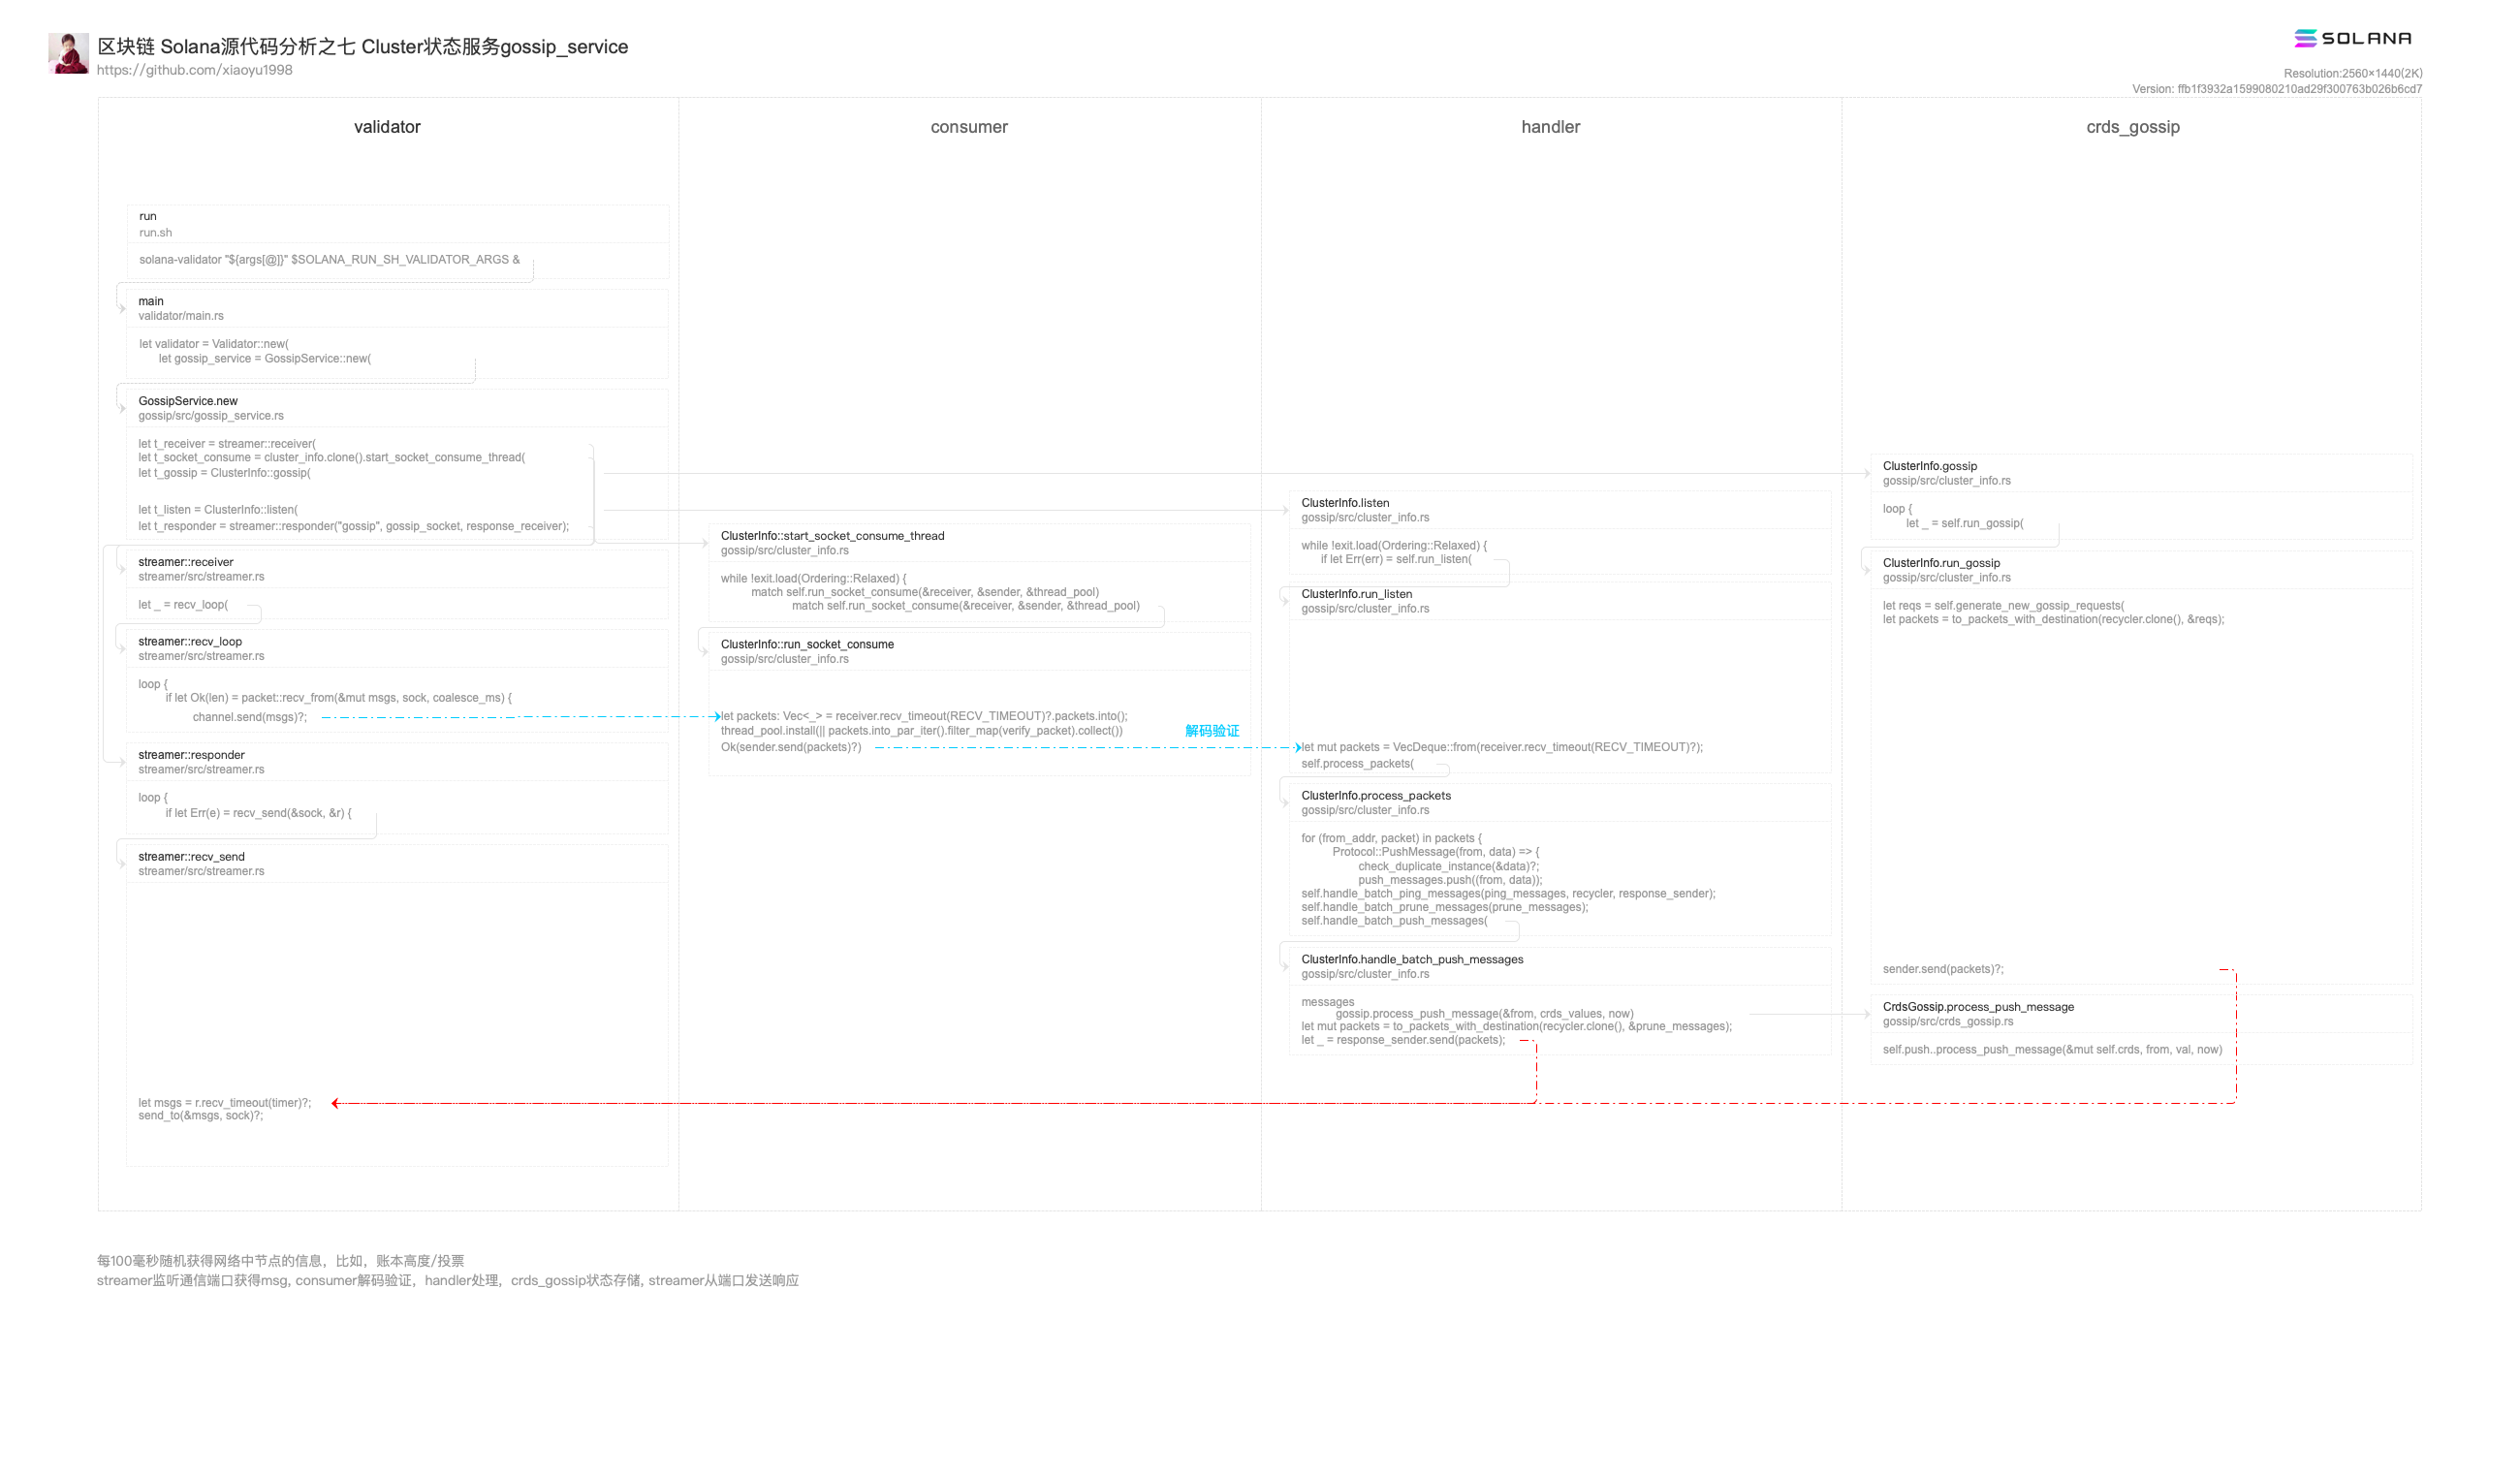 区块链 Solana源代码分析之七 Cluster状态服务gossip_service
https://github.com/xiaoyu1998
SOLANA
Resolution:2560×1440(2K)
Version: ffb1f3932a1599080210ad29f300763b026b6cd7
validator
run
run.sh
solana-validator "${args[@]}" $SOLANA_RUN_SH_VALIDATOR_ARGS &
main
validator/main.rs
let validator = Validator::new(
let gossip_service = GossipService::new(
GossipService.new
gossip/src/gossip_service.rs
let t_receiver = streamer::receiver(
let t_socket_consume = cluster_info.clone().start_socket_consume_thread(
let t_gossip = ClusterInfo::gossip(
let t_listen = ClusterInfo::listen(
let t_responder = streamer::responder("gossip", gossip_socket, response_receiver);
streamer::receiver
streamer/src/streamer.rs
let _ = recv_loop(
streamer::recv_loop
streamer/src/streamer.rs
loop {
if let Ok(len) = packet::recv_from(&mut msgs, sock, coalesce_ms) {
channel.send(msgs)?;
streamer::responder
streamer/src/streamer.rs
loop {
if let Err(e) = recv_send(&sock, &r) {
streamer::recv_send
streamer/src/streamer.rs
let msgs = r.recv_timeout(timer)?;
send_to(&msgs, sock)?;
consumer
ClusterInfo::start_socket_consume_thread
gossip/src/cluster_info.rs
while !exit.load(Ordering::Relaxed) {
match self.run_socket_consume(&receiver, &sender, &thread_pool)
match self.run_socket_consume(&receiver, &sender, &thread_pool)
ClusterInfo::run_socket_consume
gossip/src/cluster_info.rs
let packets: Vec<_> = receiver.recv_timeout(RECV_TIMEOUT)?.packets.into();
thread_pool.install(|| packets.into_par_iter().filter_map(verify_packet).collect())
解码验证
Ok(sender.send(packets)?)
handler
ClusterInfo.listen
gossip/src/cluster_info.rs
while !exit.load(Ordering::Relaxed) {
if let Err(err) = self.run_listen(
ClusterInfo.run_listen
gossip/src/cluster_info.rs
let mut packets = VecDeque::from(receiver.recv_timeout(RECV_TIMEOUT)?);
self.process_packets(
ClusterInfo.process_packets
gossip/src/cluster_info.rs
for (from_addr, packet) in packets {
Protocol::PushMessage(from, data) => {
check_duplicate_instance(&data)?;
push_messages.push((from, data));
self.handle_batch_ping_messages(ping_messages, recycler, response_sender);
self.handle_batch_prune_messages(prune_messages);
self.handle_batch_push_messages(
ClusterInfo.handle_batch_push_messages
gossip/src/cluster_info.rs
messages
gossip.process_push_message(&from, crds_values, now)
let mut packets = to_packets_with_destination(recycler.clone(), &prune_messages);
let _ = response_sender.send(packets);
crds_gossip
ClusterInfo.gossip
gossip/src/cluster_info.rs
loop {
let _ = self.run_gossip(
ClusterInfo.run_gossip
gossip/src/cluster_info.rs
let reqs = self.generate_new_gossip_requests(
let packets = to_packets_with_destination(recycler.clone(), &reqs);
sender.send(packets)?;
CrdsGossip.process_push_message
gossip/src/crds_gossip.rs
self.push..process_push_message(&mut self.crds, from, val, now)
每100毫秒随机获得网络中节点的信息，比如，账本高度/投票
streamer监听通信端口获得msg, consumer解码验证，handler处理，crds_gossip状态存储, streamer从端口发送响应